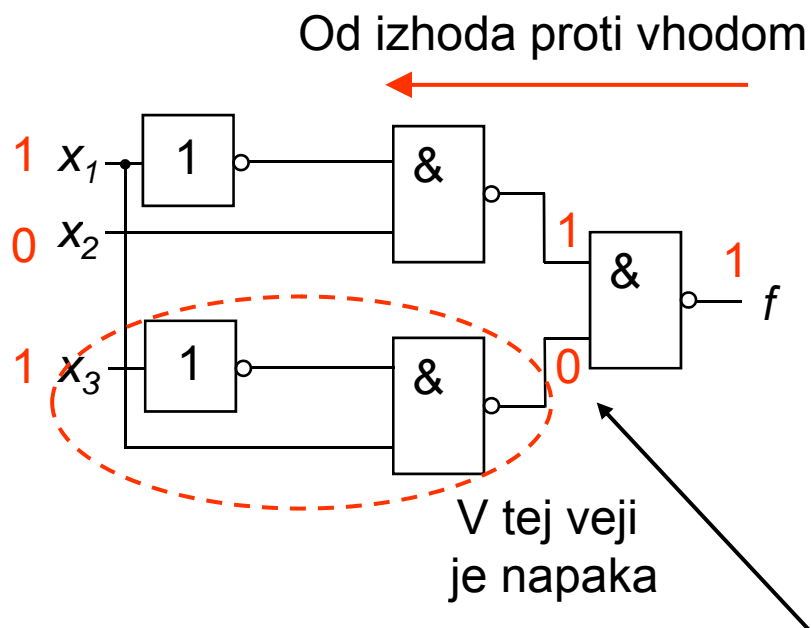 Od izhoda proti vhodom
1 x1 1 &
0 x2 1 & 1 f
1 x3 1 & 0
V tej veji
je napaka